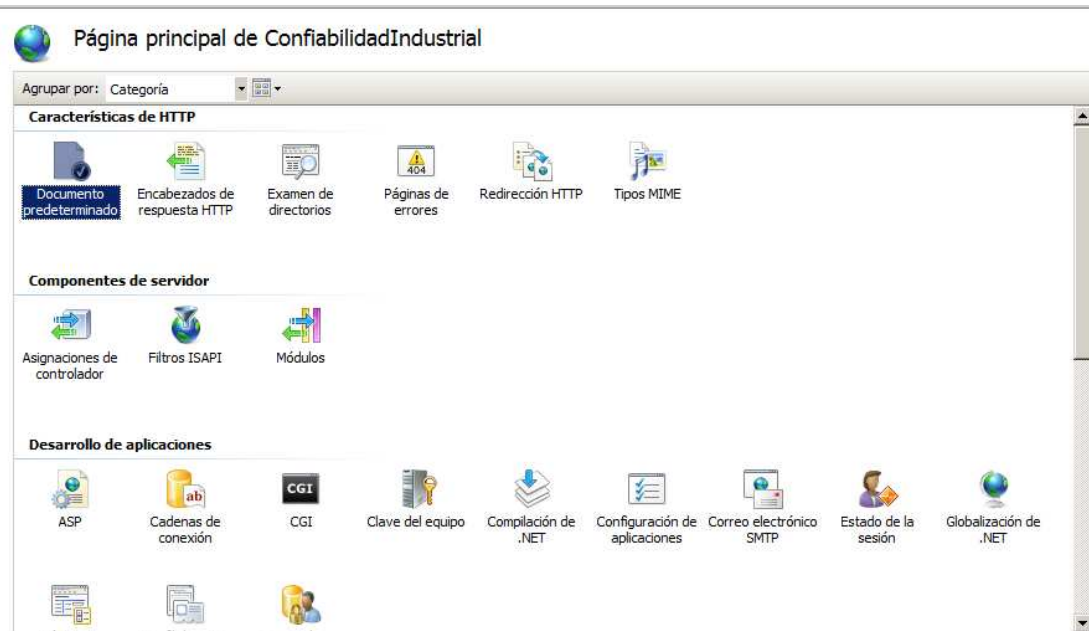 Página principal de ConfiabilidadIndustrial
Agrupar por: Categoría
Características de HTTP
Documento predeterminado
Encabezados de respuesta HTTP
Examen de directorios
404
Páginas de errores
Redirección HTTP
Tipos MIME
Componentes de servidor
Asignaciones de controlador
Filtros ISAPI
Módulos
Desarrollo de aplicaciones
ab
CGI
ASP
Cadenas de conexión
CGI
Clave del equipo
Compilación de .NET
Configuración de aplicaciones
Correo electrónico SMTP
Estado de la sesión
Globalización de .NET